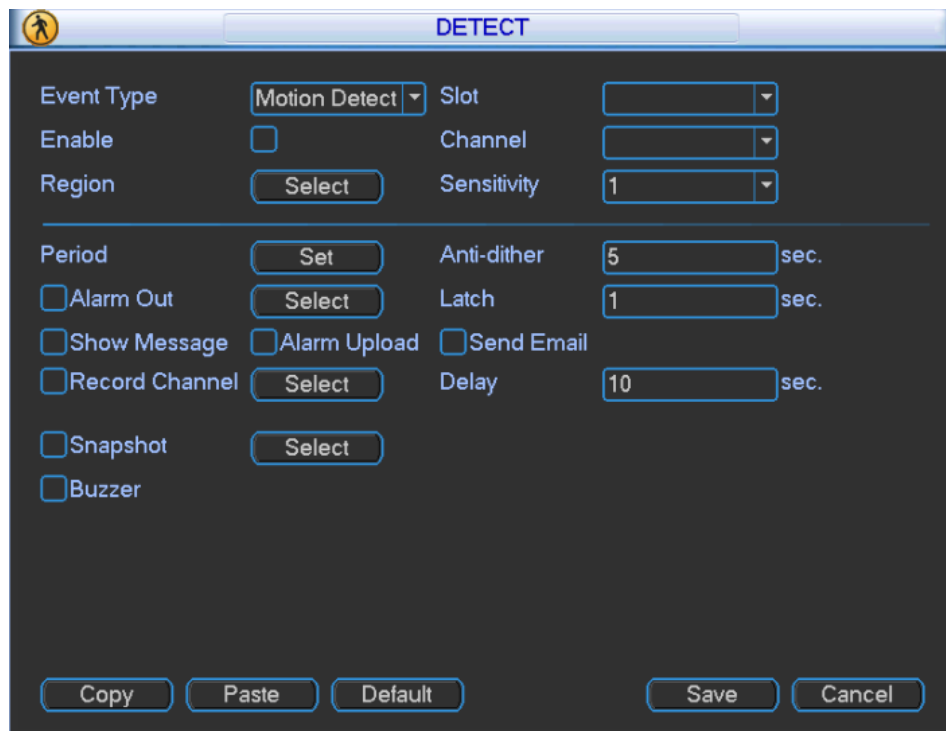 DETECT
Event Type Motion Detect Slot
Enable Channel
Region Select Sensitivity 1
Period Set Anti-dither 5 sec.
Alarm Out Select Latch 1 sec.
Show Message Alarm Upload Send Email
Record Channel Select Delay 10 sec.
Snapshot Select
Buzzer
Copy Paste Default Save Cancel